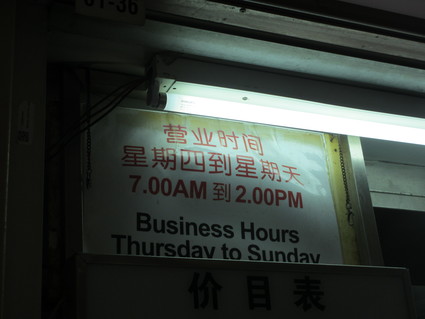 01-36
营业时间
星期四到星期天
7.00AM 到 2.00PM
Business Hours
Thursday to Sunday
价目表